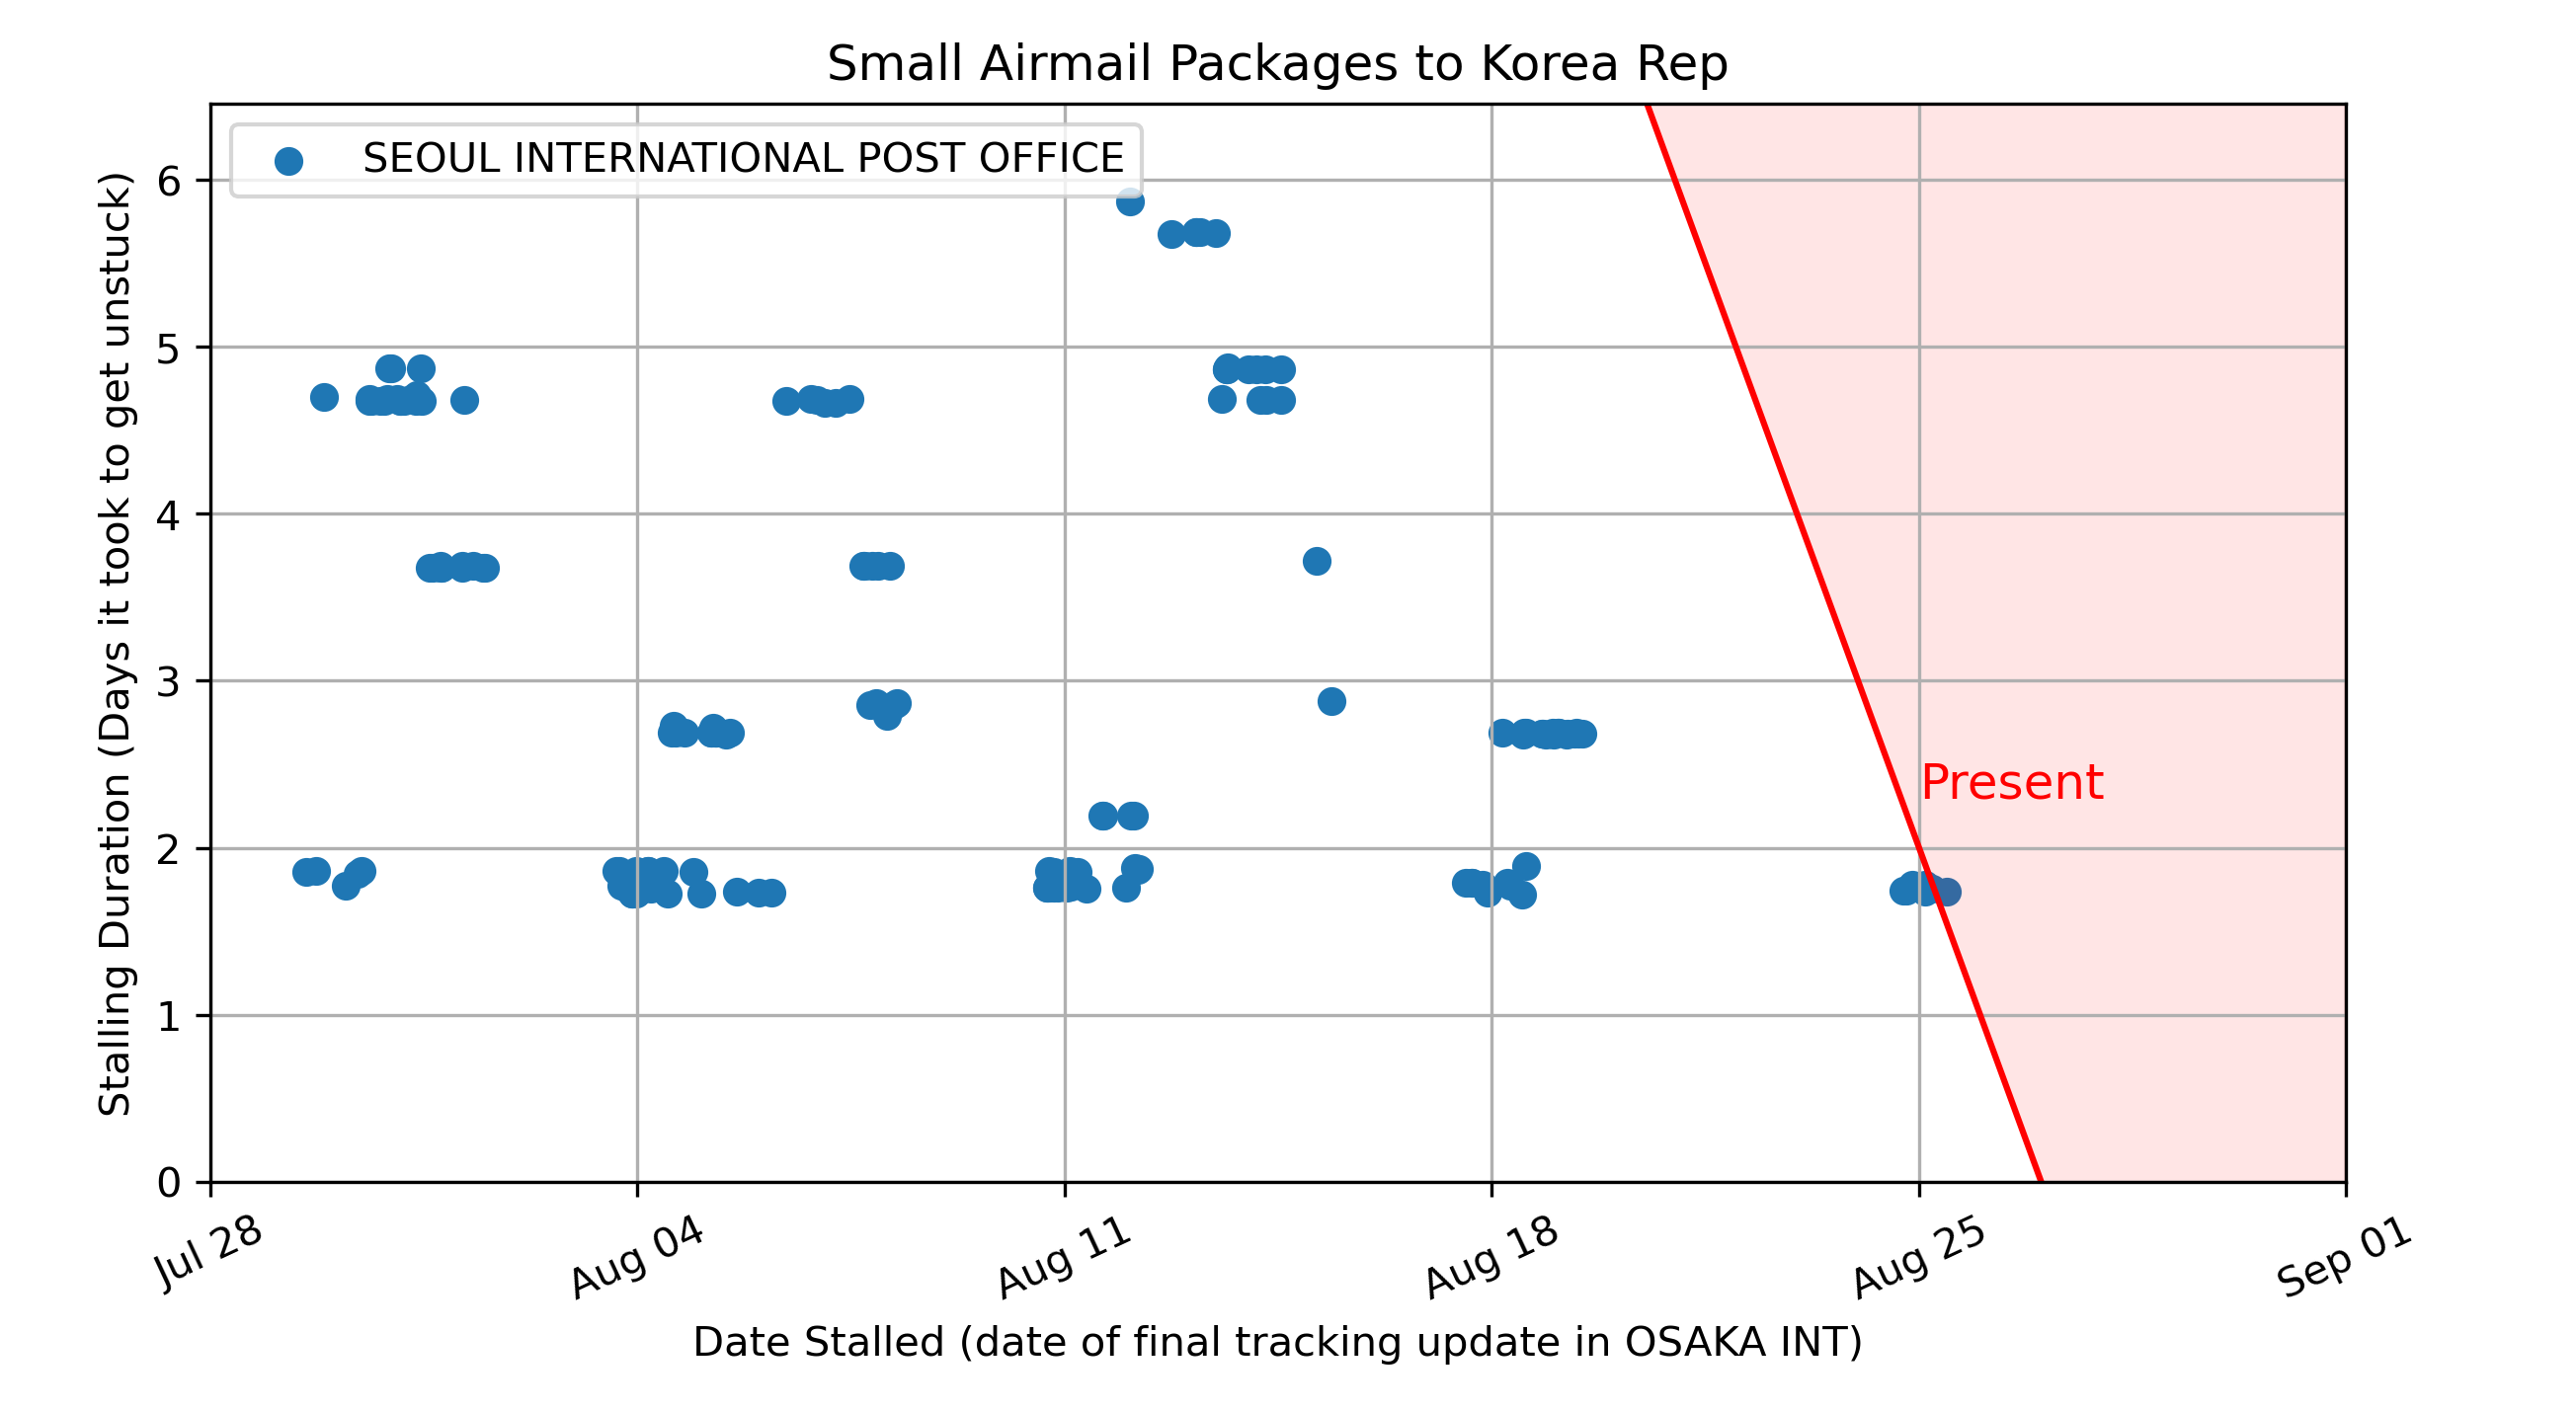 Small Airmail Packages to Korea Rep
SEOUL INTERNATIONAL POST OFFICE
Stalling Duration (Days it took to get unstuck)
6
5
4
3
2
1
0
Present
Jul 28
Aug 04
Aug 11
Aug 18
Aug 25
Sep 01
Date Stalled (date of final tracking update in OSAKA INT)